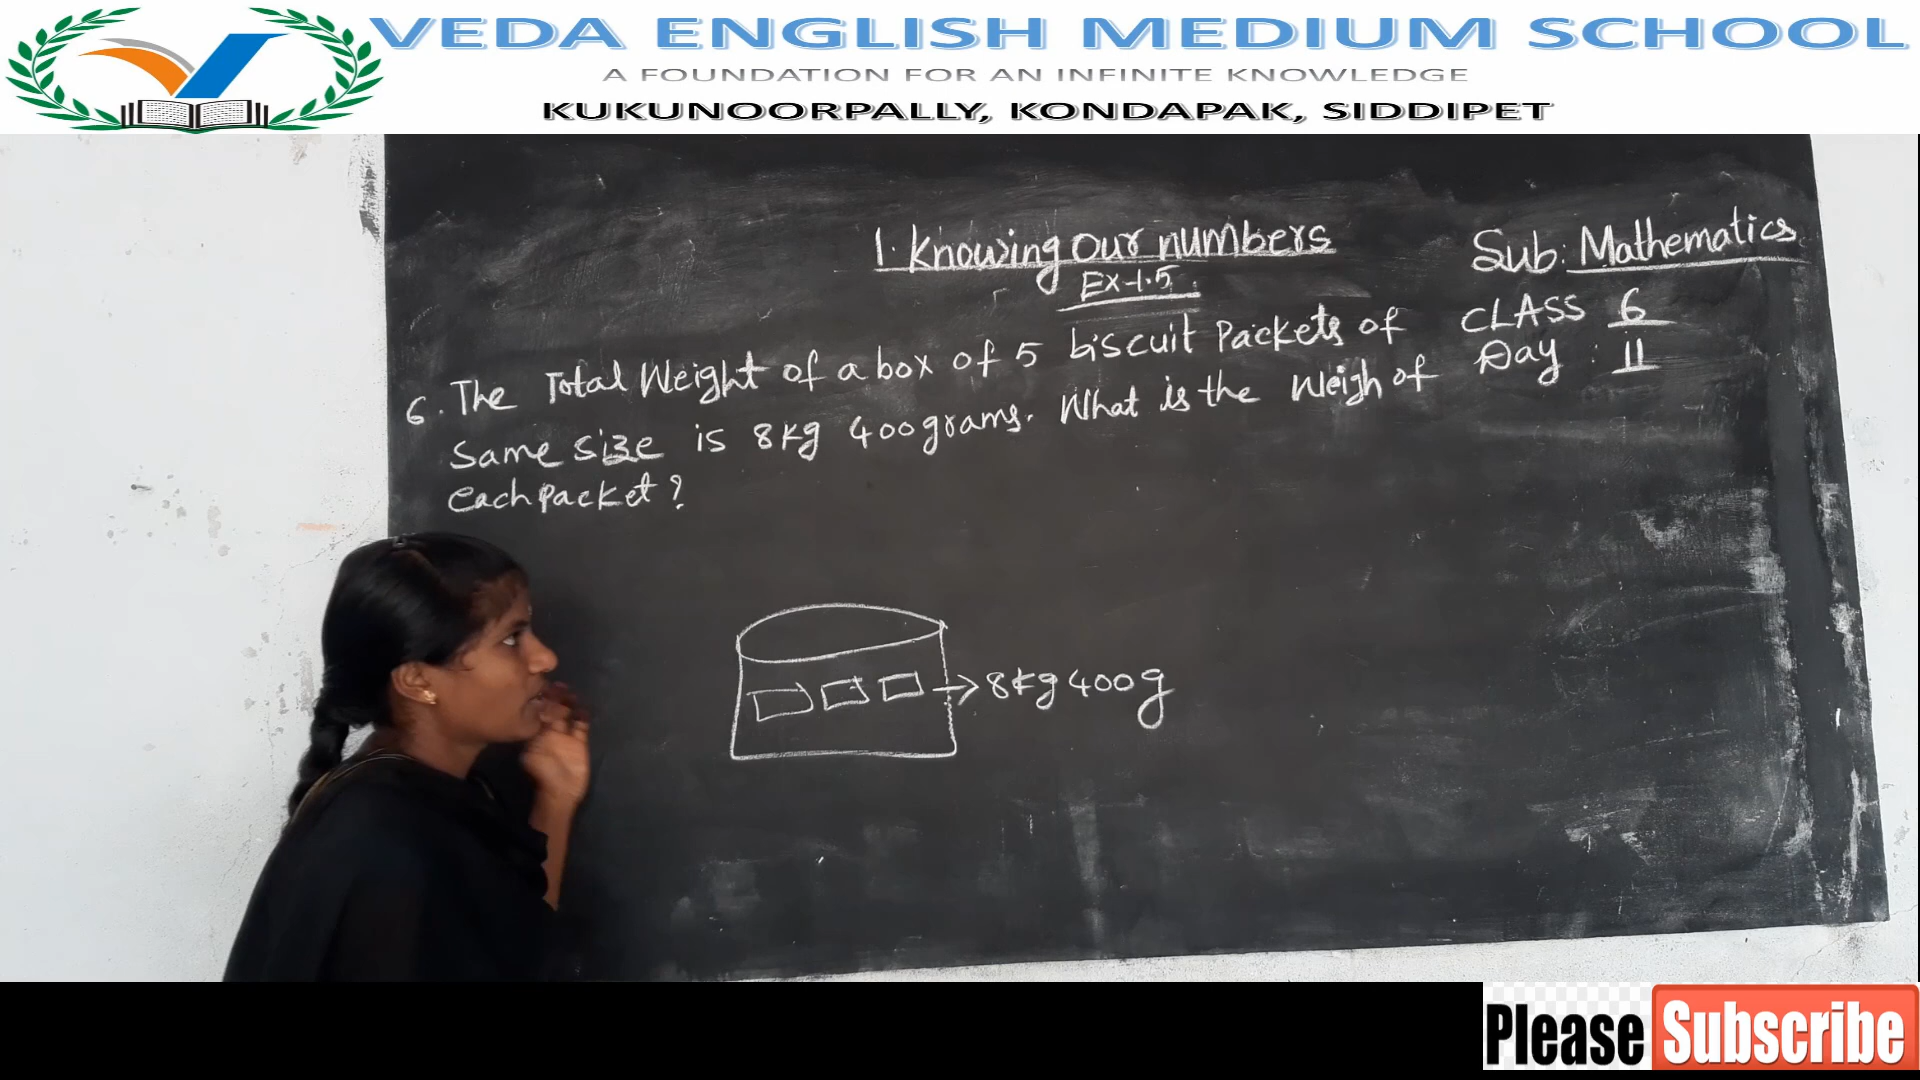 VEDA ENGLISH MEDIUM SCHOOL
A FOUNDATION FOR AN INFINITE KNOWLEDGE
KUKUNOORPALLY, KONDAPAK, SIDDIPET
1. Knowing our numbers
Ex-1.5
Sub: Mathematics
CLASS 6
Day : 11
6. The Total Weight of a box of 5 biscuit Packets of
same size is 8kg 400grams. What is the Weigh of
each packet?
8kg 400g
Please Subscribe